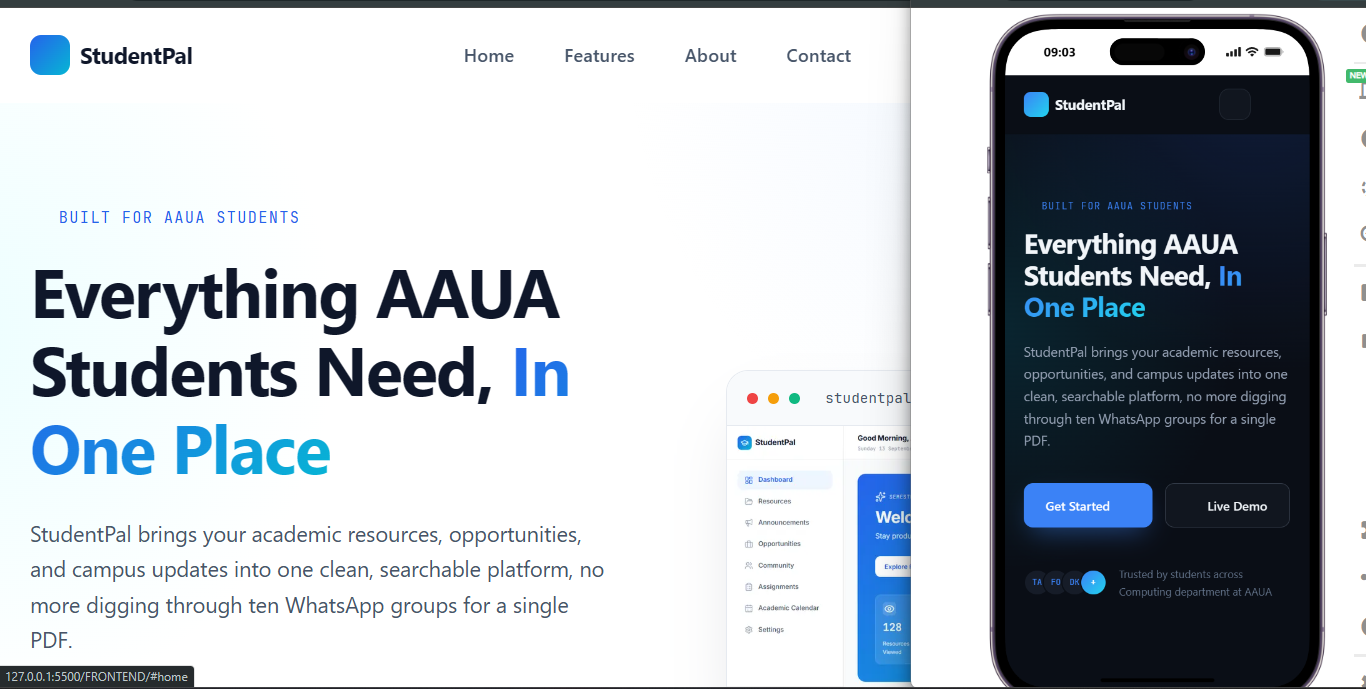 StudentPal
Home Features About Contact
BUILT FOR AAUA STUDENTS
Everything AAUA
Students Need, In
One Place
StudentPal brings your academic resources, opportunities,
and campus updates into one clean, searchable platform, no
more digging through ten WhatsApp groups for a single
PDF.
127.0.0.1:5500/FRONTEND/#home
studentpal
StudentPal
Dashboard
Resources
Announcements
Opportunities
Community
Assignments
Academic Calendar
Settings
Good Morning,
Stay produ
128
Resources
Viewed
09:03
StudentPal
BUILT FOR AAUA STUDENTS
Everything AAUA
Students Need, In
One Place
StudentPal brings your academic resources,
opportunities, and campus updates into one
clean, searchable platform, no more digging
through ten WhatsApp groups for a single
PDF.
Get Started Live Demo
TA FO DK +
Trusted by students across
Computing department at AAUA
NEW